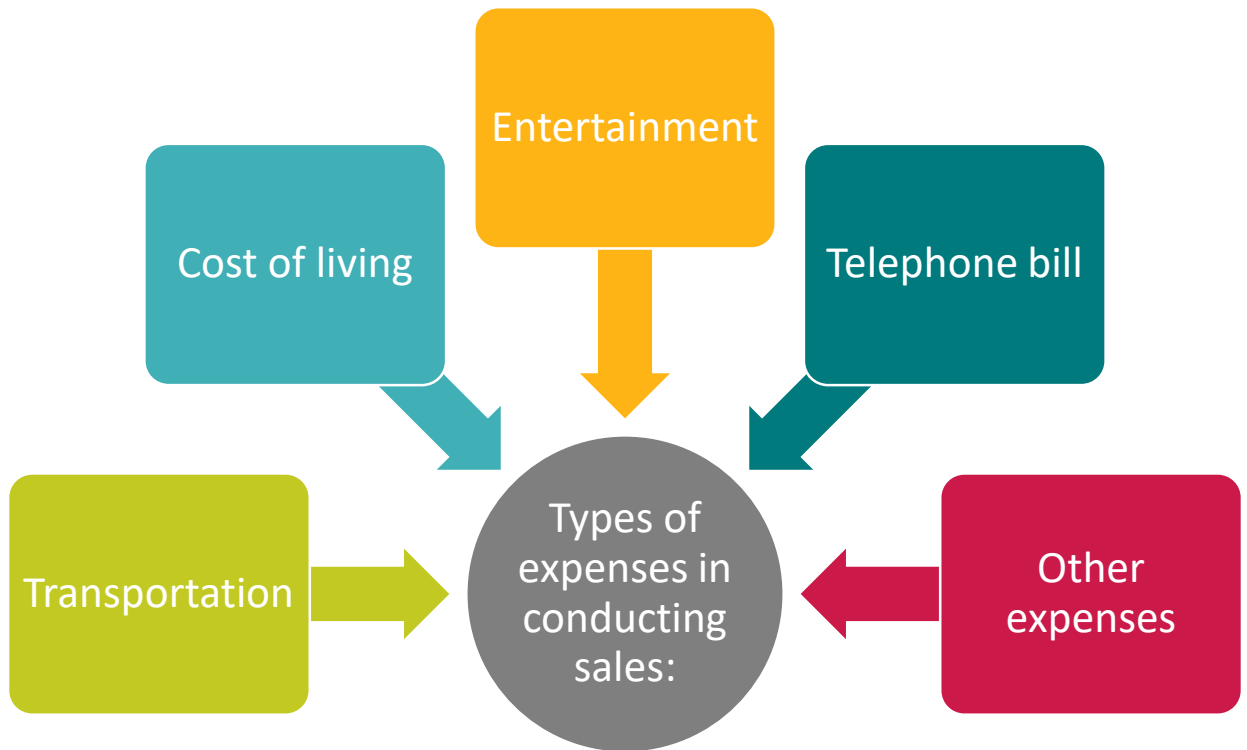 Entertainment
Cost of living
Telephone bill
Transportation
Types of
expenses in
conducting
sales:
Other
expenses